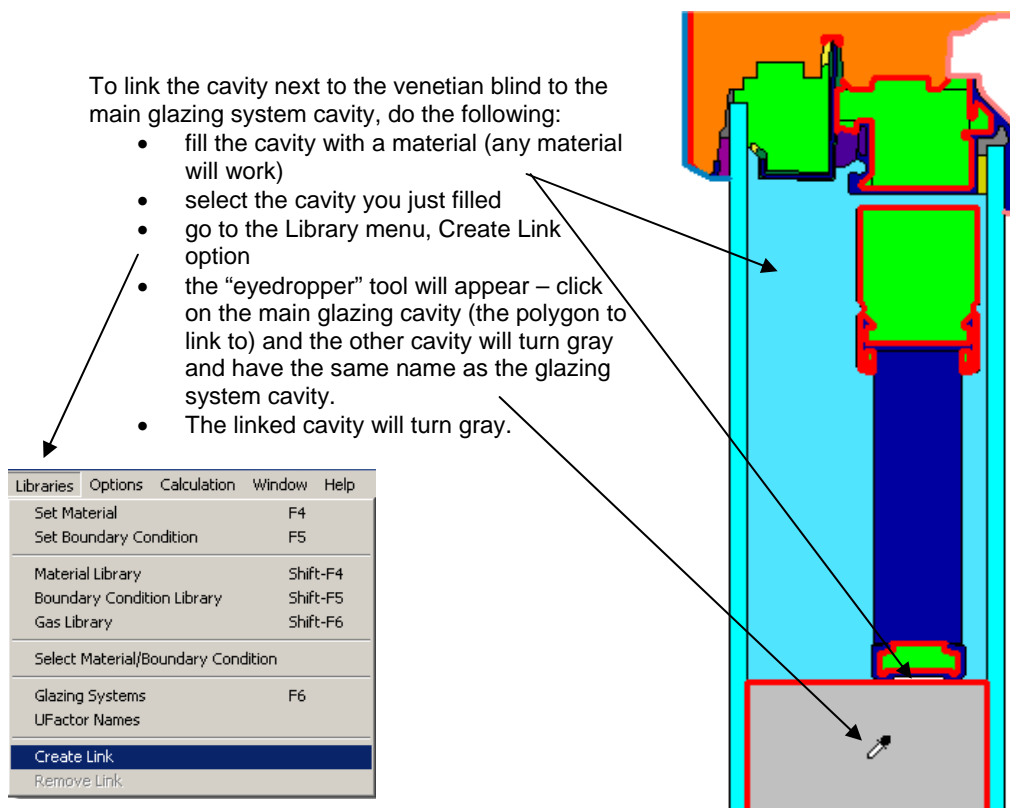 To link the cavity next to the venetian blind to the
main glazing system cavity, do the following:
• fill the cavity with a material (any material
will work)
• select the cavity you just filled
• go to the Library menu, Create Link
option
• the “eyedropper” tool will appear – click
on the main glazing cavity (the polygon to
link to) and the other cavity will turn gray
and have the same name as the glazing
system cavity.
• The linked cavity will turn gray.
Libraries Options Calculation Window Help
Set Material F4
Set Boundary Condition F5
Material Library Shift-F4
Boundary Condition Library Shift-F5
Gas Library Shift-F6
Select Material/Boundary Condition
Glazing Systems F6
UFactor Names
Create Link
Remove Link